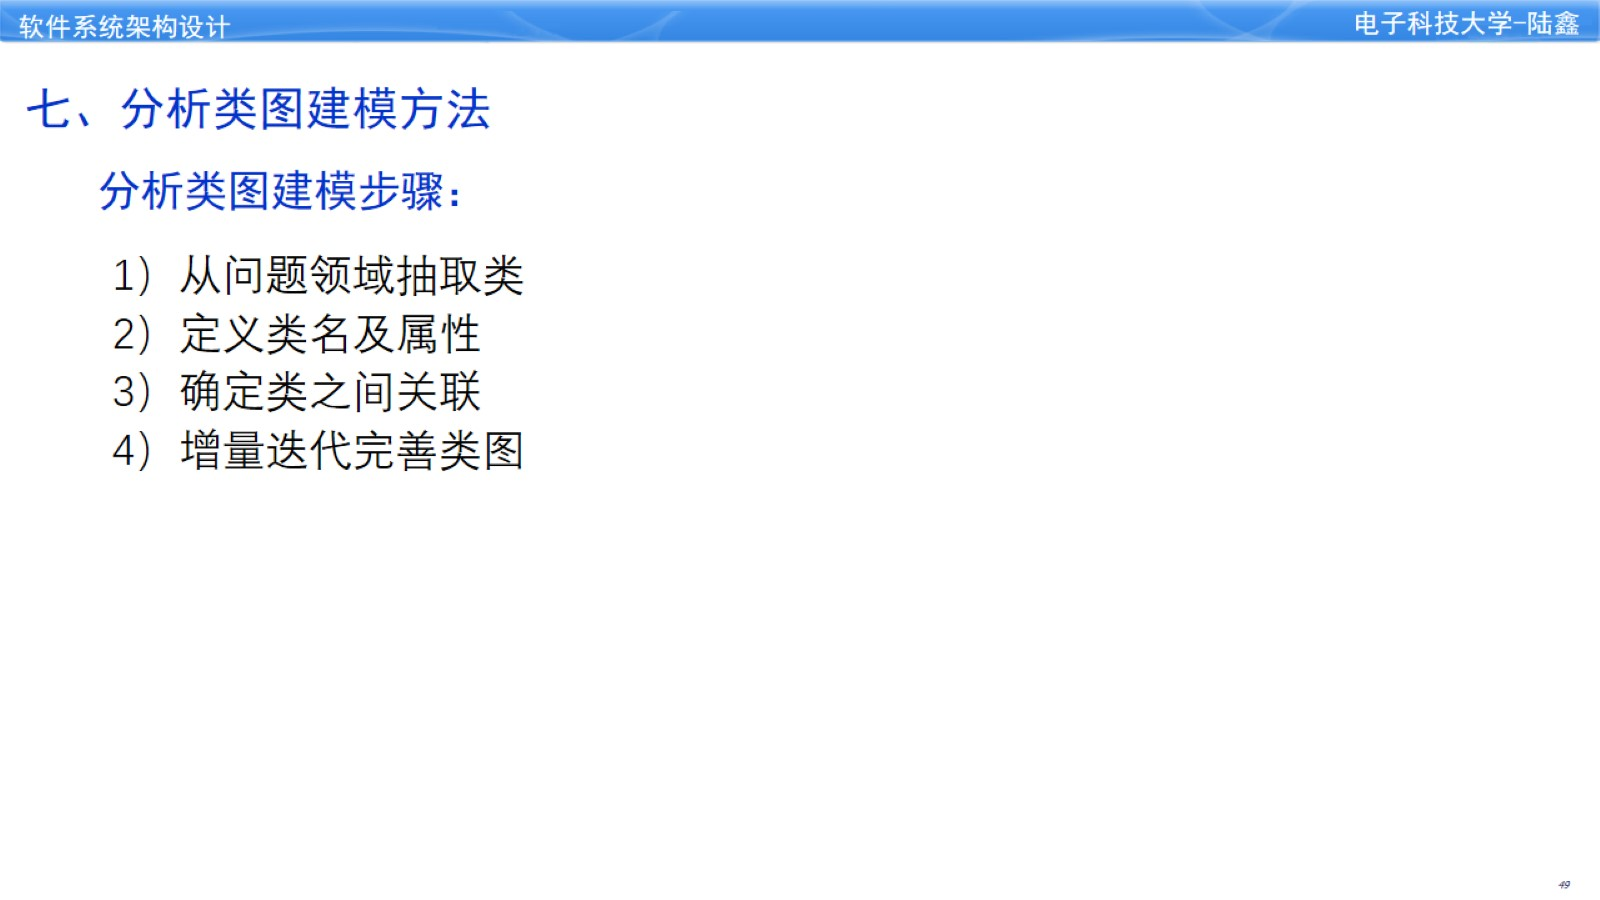 软件系统架构设计
电子科技大学-陆鑫
七、分析类图建模方法
分析类图建模步骤：
1）从问题领域抽取类
2）定义类名及属性
3）确定类之间关联
4）增量迭代完善类图
49